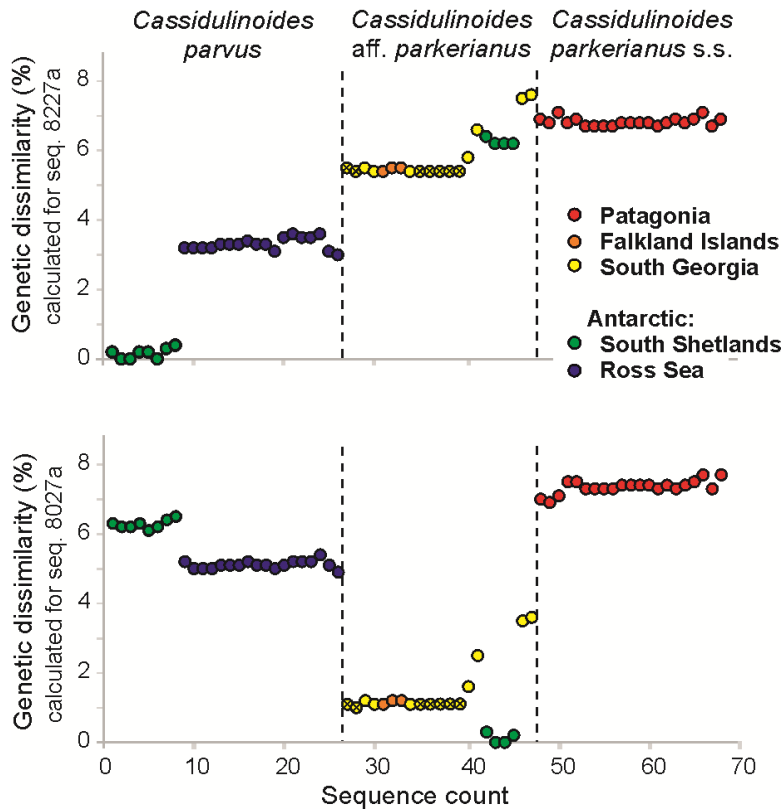 Cassidulinoides parvus
Cassidulinoides aff. parkerianus
Cassidulinoides parkerianus s.s.
Genetic dissimilarity (%)
calculated for seq. 8227a
8
6
4
2
0
Patagonia
Falkland Islands
South Georgia
Antarctic:
South Shetlands
Ross Sea
Genetic dissimilarity (%)
calculated for seq. 8027a
8
6
4
2
0
0 10 20 30 40 50 60 70
Sequence count